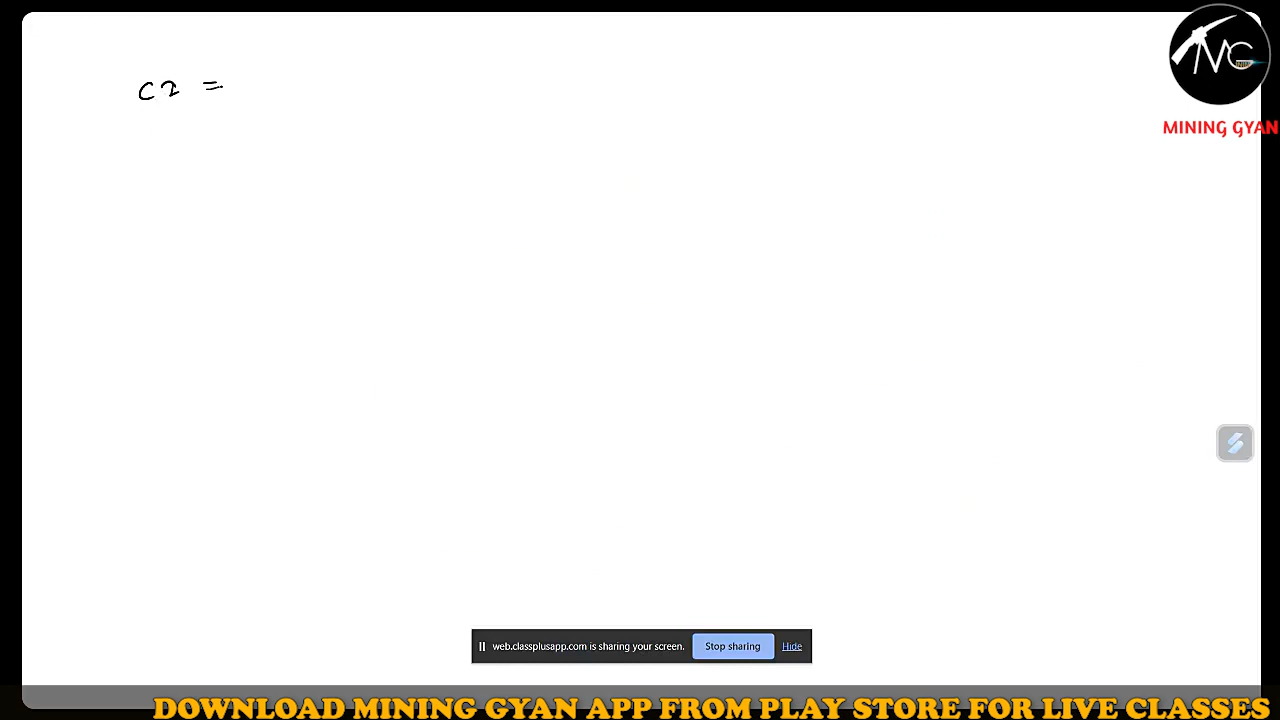 C2 =
MG
MINING GYAN
web.classplusapp.com is sharing your screen. Stop sharing Hide
DOWNLOAD MINING GYAN APP FROM PLAY STORE FOR LIVE CLASSES